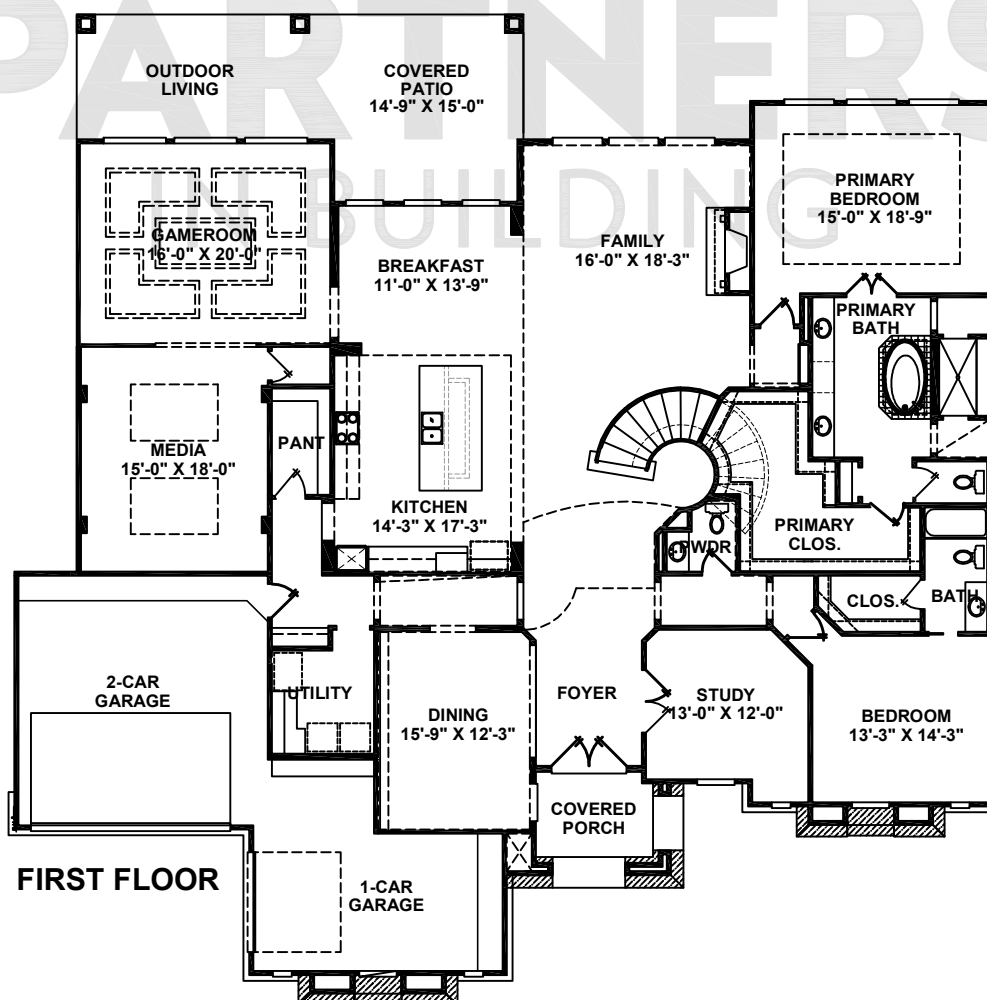 PARTNERS
IN BUILDING
OUTDOOR
LIVING
COVERED
PATIO
14'-9" X 15'-0"
PRIMARY
BEDROOM
15'-0" X 18'-9"
GAMEROOM
16'-0" X 20'-0"
BREAKFAST
11'-0" X 13'-9"
FAMILY
16'-0" X 18'-3"
PRIMARY
BATH
MEDIA
15'-0" X 18'-0"
PANT
KITCHEN
14'-3" X 17'-3"
PRIMARY
CLOS.
PWDR
CLOS.
BATH
2-CAR
GARAGE
UTILITY
DINING
15'-9" X 12'-3"
FOYER
STUDY
13'-0" X 12'-0"
BEDROOM
13'-3" X 14'-3"
COVERED
PORCH
FIRST FLOOR
1-CAR
GARAGE